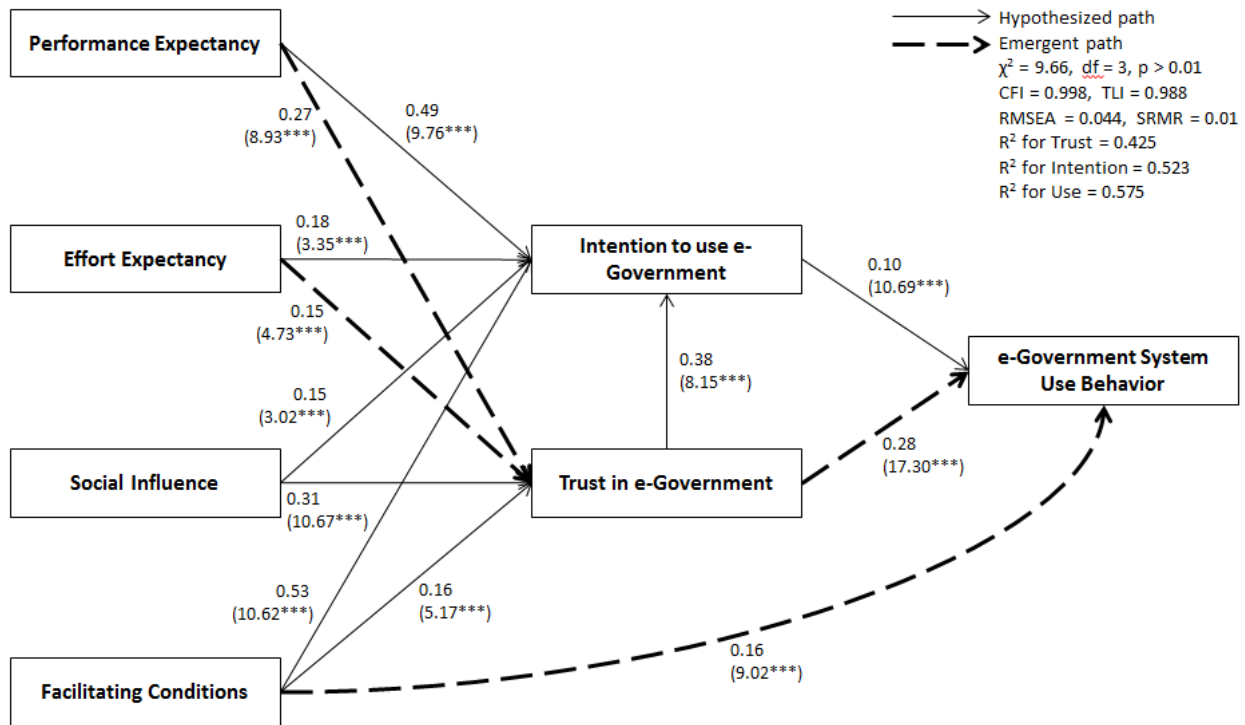 Performance Expectancy
Hypothesized path
Emergent path
χ² = 9.66, df = 3, p > 0.01
CFI = 0.998, TLI = 0.988
RMSEA = 0.044, SRMR = 0.01
R² for Trust = 0.425
R² for Intention = 0.523
R² for Use = 0.575
0.27
(8.93***)
0.49
(9.76***)
Effort Expectancy
0.18
(3.35***)
Intention to use e-
Government
0.10
(10.69***)
0.15
(4.73***)
0.38
(8.15***)
e-Government System
Use Behavior
0.15
(3.02***)
Social Influence
0.31
(10.67***)
Trust in e-Government
0.28
(17.30***)
0.53
(10.62***)
0.16
(5.17***)
Facilitating Conditions
0.16
(9.02***)